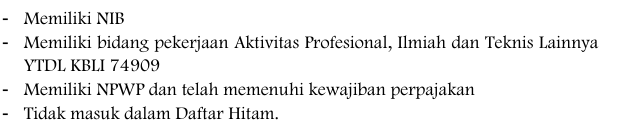 - Memiliki NIB
- Memiliki bidang pekerjaan Aktivitas Profesional, Ilmiah dan Teknis Lainnya
YTDL KBLI 74909
- Memiliki NPWP dan telah memenuhi kewajiban perpajakan
- Tidak masuk dalam Daftar Hitam.